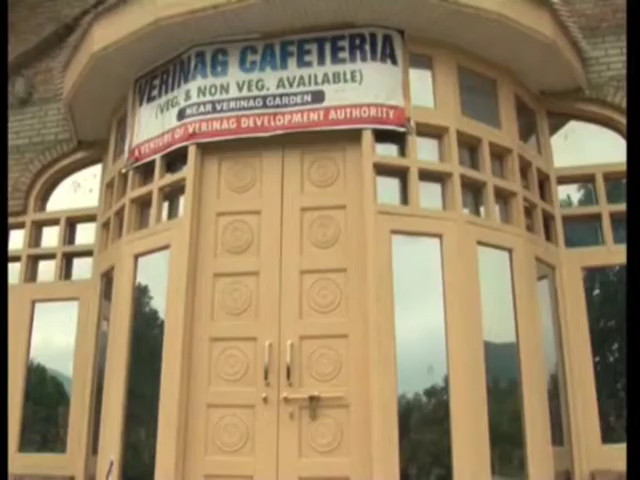 VERINAG CAFETERIA
(VEG. & NON VEG. AVAILABLE)
NEAR VERINAG GARDEN
A VENTURE OF VERINAG DEVELOPMENT AUTHORITY